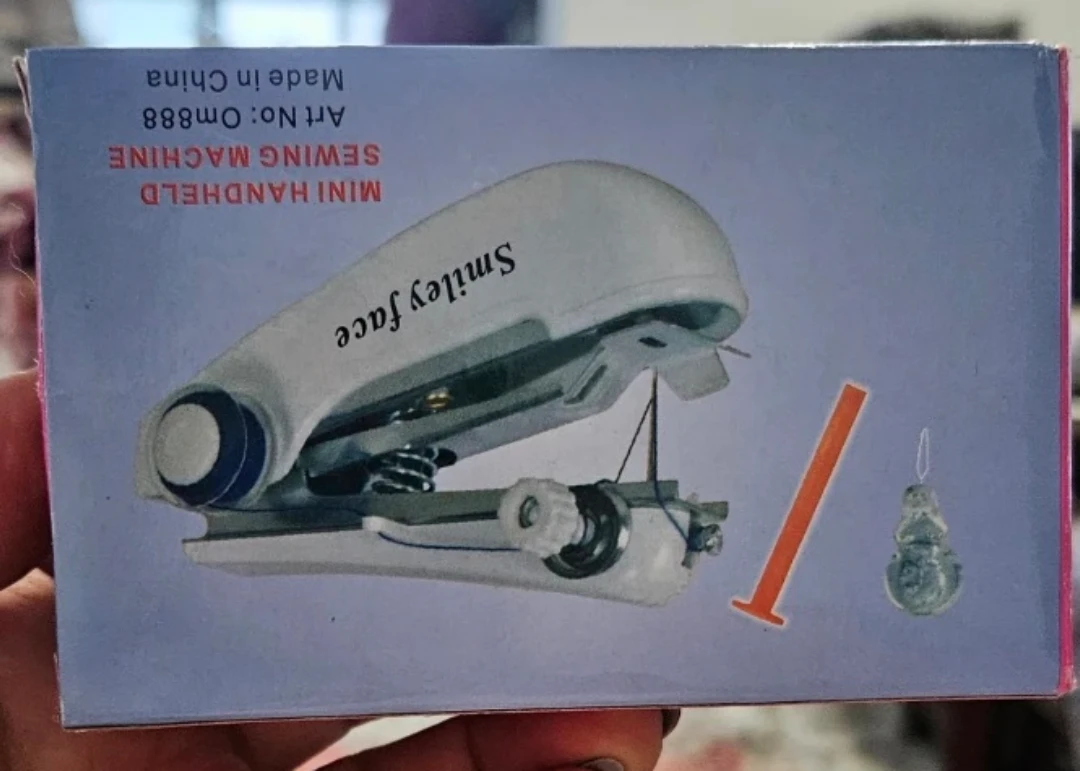 MINI HANDHELD
SEWING MACHINE
Art No: Om888
Made in China
Smiley face